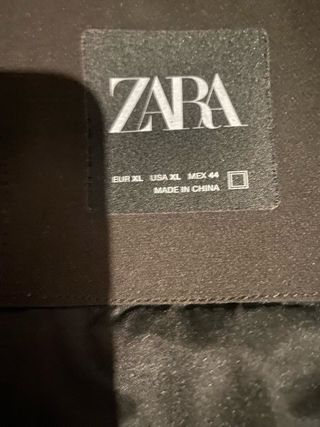 ZARA
EUR XL USA XL MEX 44
MADE IN CHINA